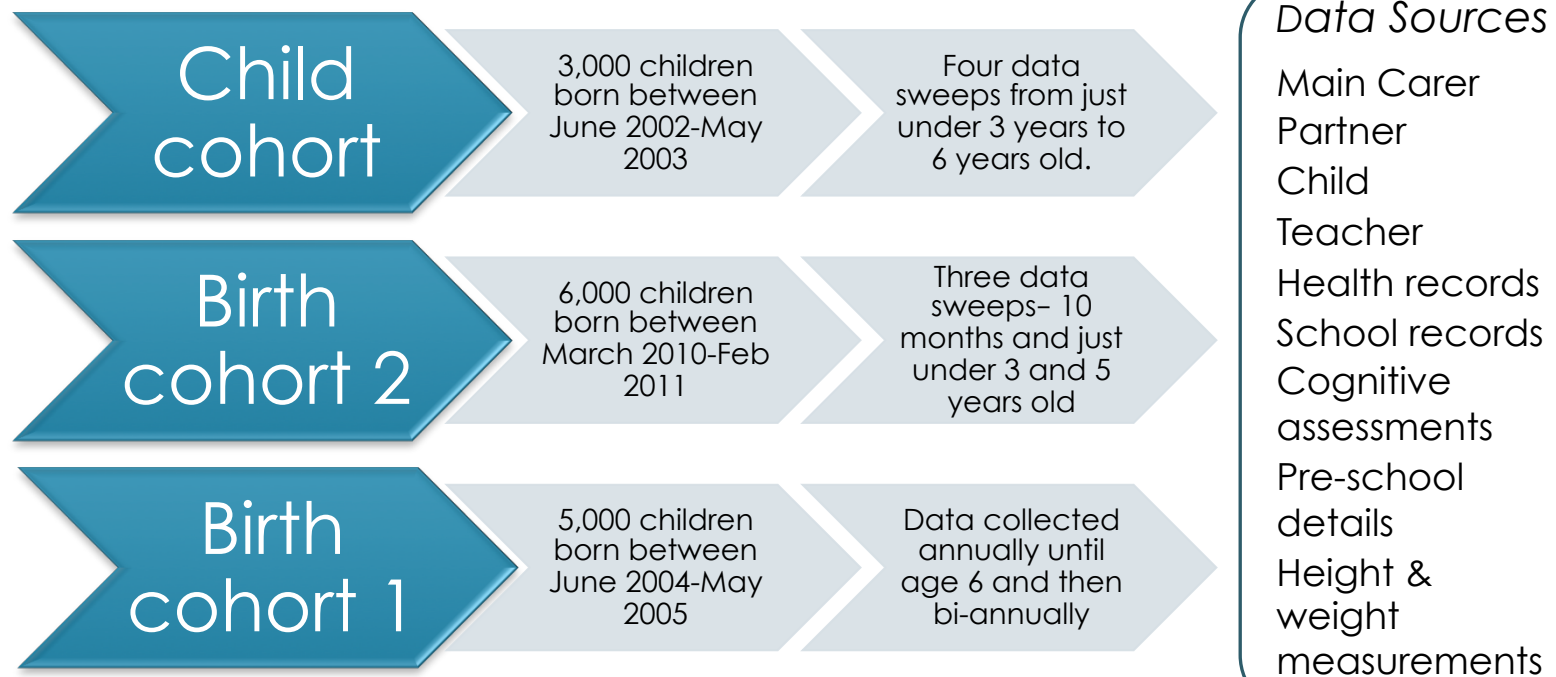 Child
cohort
3,000 children
born between
June 2002-May
2003
Four data
sweeps from just
under 3 years to
6 years old.
Birth
cohort 2
6,000 children
born between
March 2010-Feb
2011
Three data
sweeps– 10
months and just
under 3 and 5
years old
Birth
cohort 1
5,000 children
born between
June 2004-May
2005
Data collected
annually until
age 6 and then
bi-annually
Data Sources
Main Carer
Partner
Child
Teacher
Health records
School records
Cognitive
assessments
Pre-school
details
Height &
weight
measurements